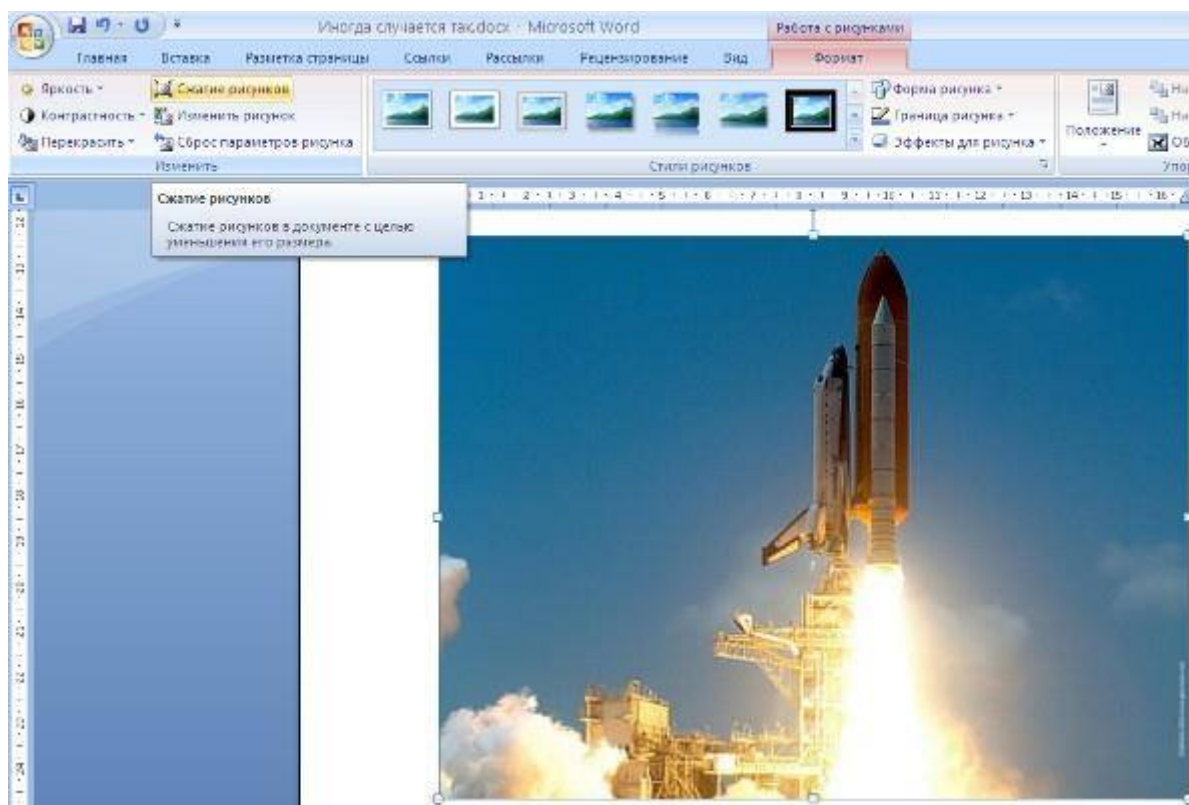 Иногда случается так.docx - Microsoft Word
Работа с рисунками
Главная Вставка Разметка страницы Ссылки Рассылки Рецензирование Вид Формат
Яркость
Контрастность
Перекрасить
Сжатие рисунков
Изменить рисунок
Сброс параметров рисунка
Изменить
Стили рисунков
Форма рисунка
Граница рисунка
Эффекты для рисунка
Положение
Сжатие рисунков
Сжатие рисунков в документе с целью
уменьшения его размера.